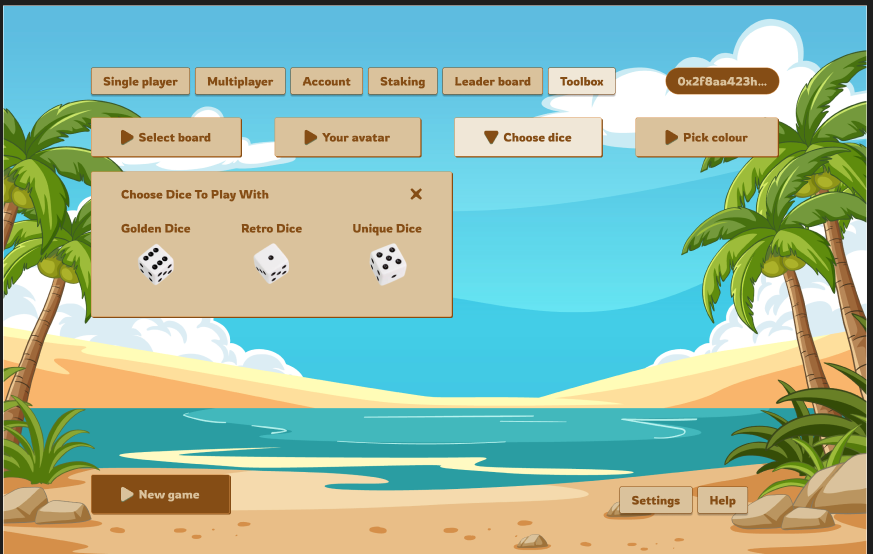 Single player Multiplayer Account Staking Leader board Toolbox 0x2f8aa423h...
Select board Your avatar Choose dice Pick colour
Choose Dice To Play With
Golden Dice Retro Dice Unique Dice
New game Settings Help